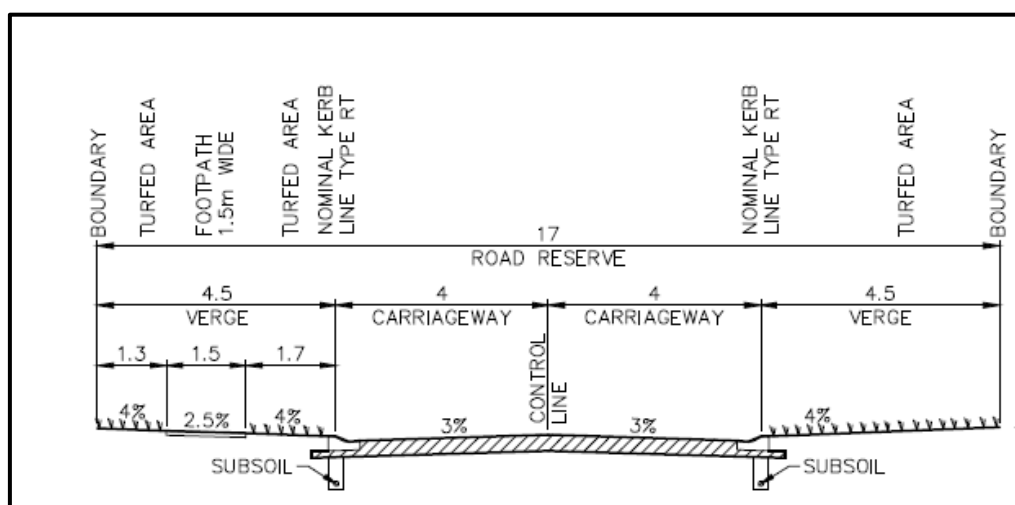 BOUNDARY
TURFED AREA
FOOTPATH
1.5m WIDE
TURFED AREA
NOMINAL KERB
LINE TYPE RT
NOMINAL KERB
LINE TYPE RT
TURFED AREA
BOUNDARY
17
ROAD RESERVE
4.5
VERGE
4
CARRIAGEWAY
4
CARRIAGEWAY
4.5
VERGE
1.3
1.5
1.7
CONTROL
LINE
4%
2.5%
4%
3%
3%
4%
SUBSOIL
SUBSOIL